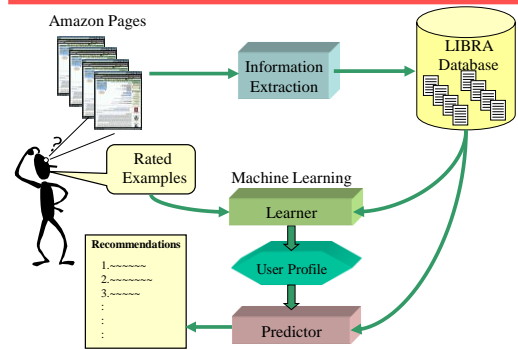 Amazon Pages
LIBRA
Database
Information
Extraction
?
Rated
Examples
Machine Learning
Learner
Recommendations
1.~~~~~~
2.~~~~~~~
3.~~~~~
:
:
:
User Profile
Predictor